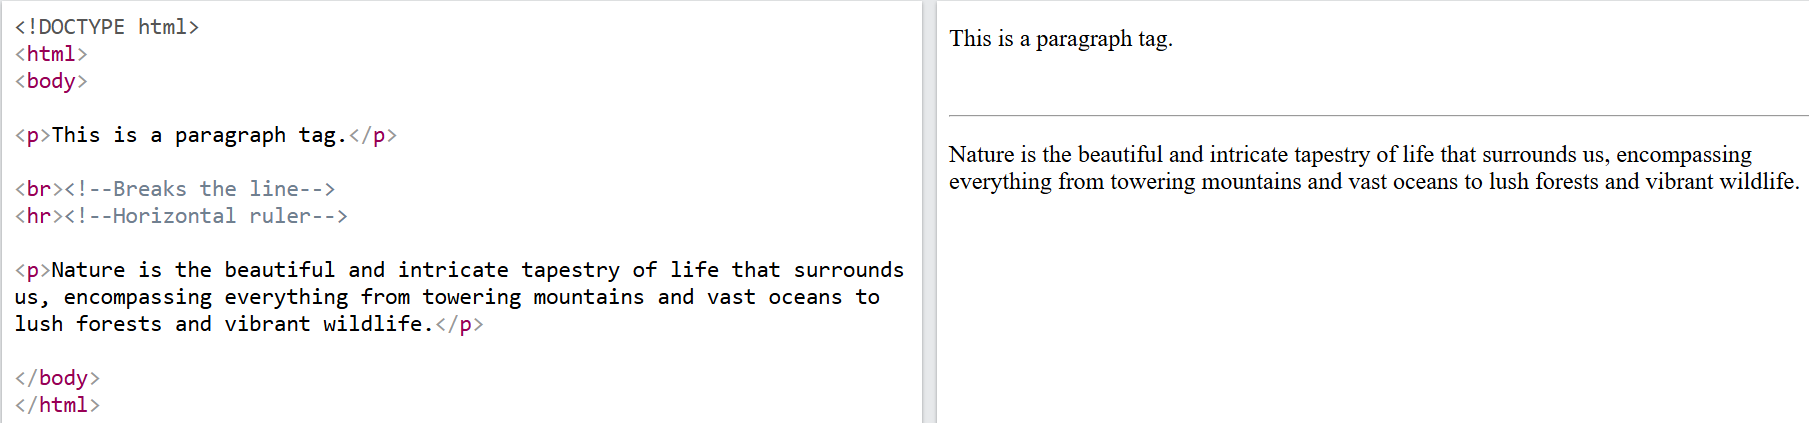 <!DOCTYPE html>
<html>
<body>
<p>This is a paragraph tag.</p>
<br><!--Breaks the line-->
<hr><!--Horizontal ruler-->
<p>Nature is the beautiful and intricate tapestry of life that surrounds
us, encompassing everything from towering mountains and vast oceans to
lush forests and vibrant wildlife.</p>
</body>
</html>
This is a paragraph tag.
Nature is the beautiful and intricate tapestry of life that surrounds us, encompassing
everything from towering mountains and vast oceans to lush forests and vibrant wildlife.